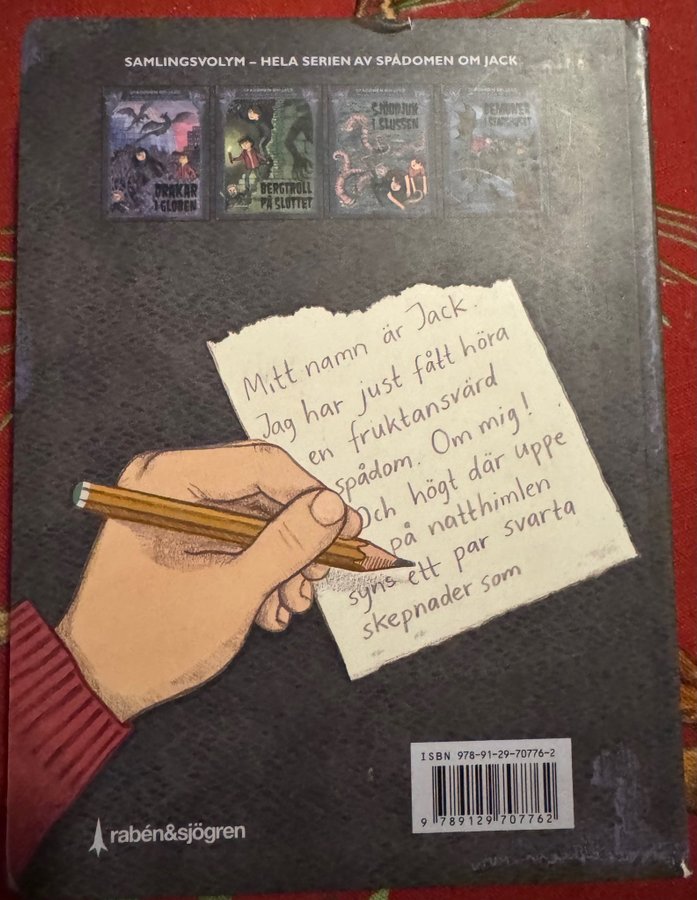 SAMLINGSVOLYM – HELA SERIEN AV SPÅDOMEN OM JACK
DRAKAR
I GLOBEN
BERGTROLL
PÅ SLOTTET
SJÖODJUR
I SLUSSEN
DEMONER
I STADSHUSET
Mitt namn är Jack.
Jag har just fått höra
en fruktansvärd
spådom. Om mig!
Och högt där uppe
på natthimlen
syns ett par svarta
skepnader som
ISBN 978-91-29-70776-2
9 789129 707762
rabén&sjögren